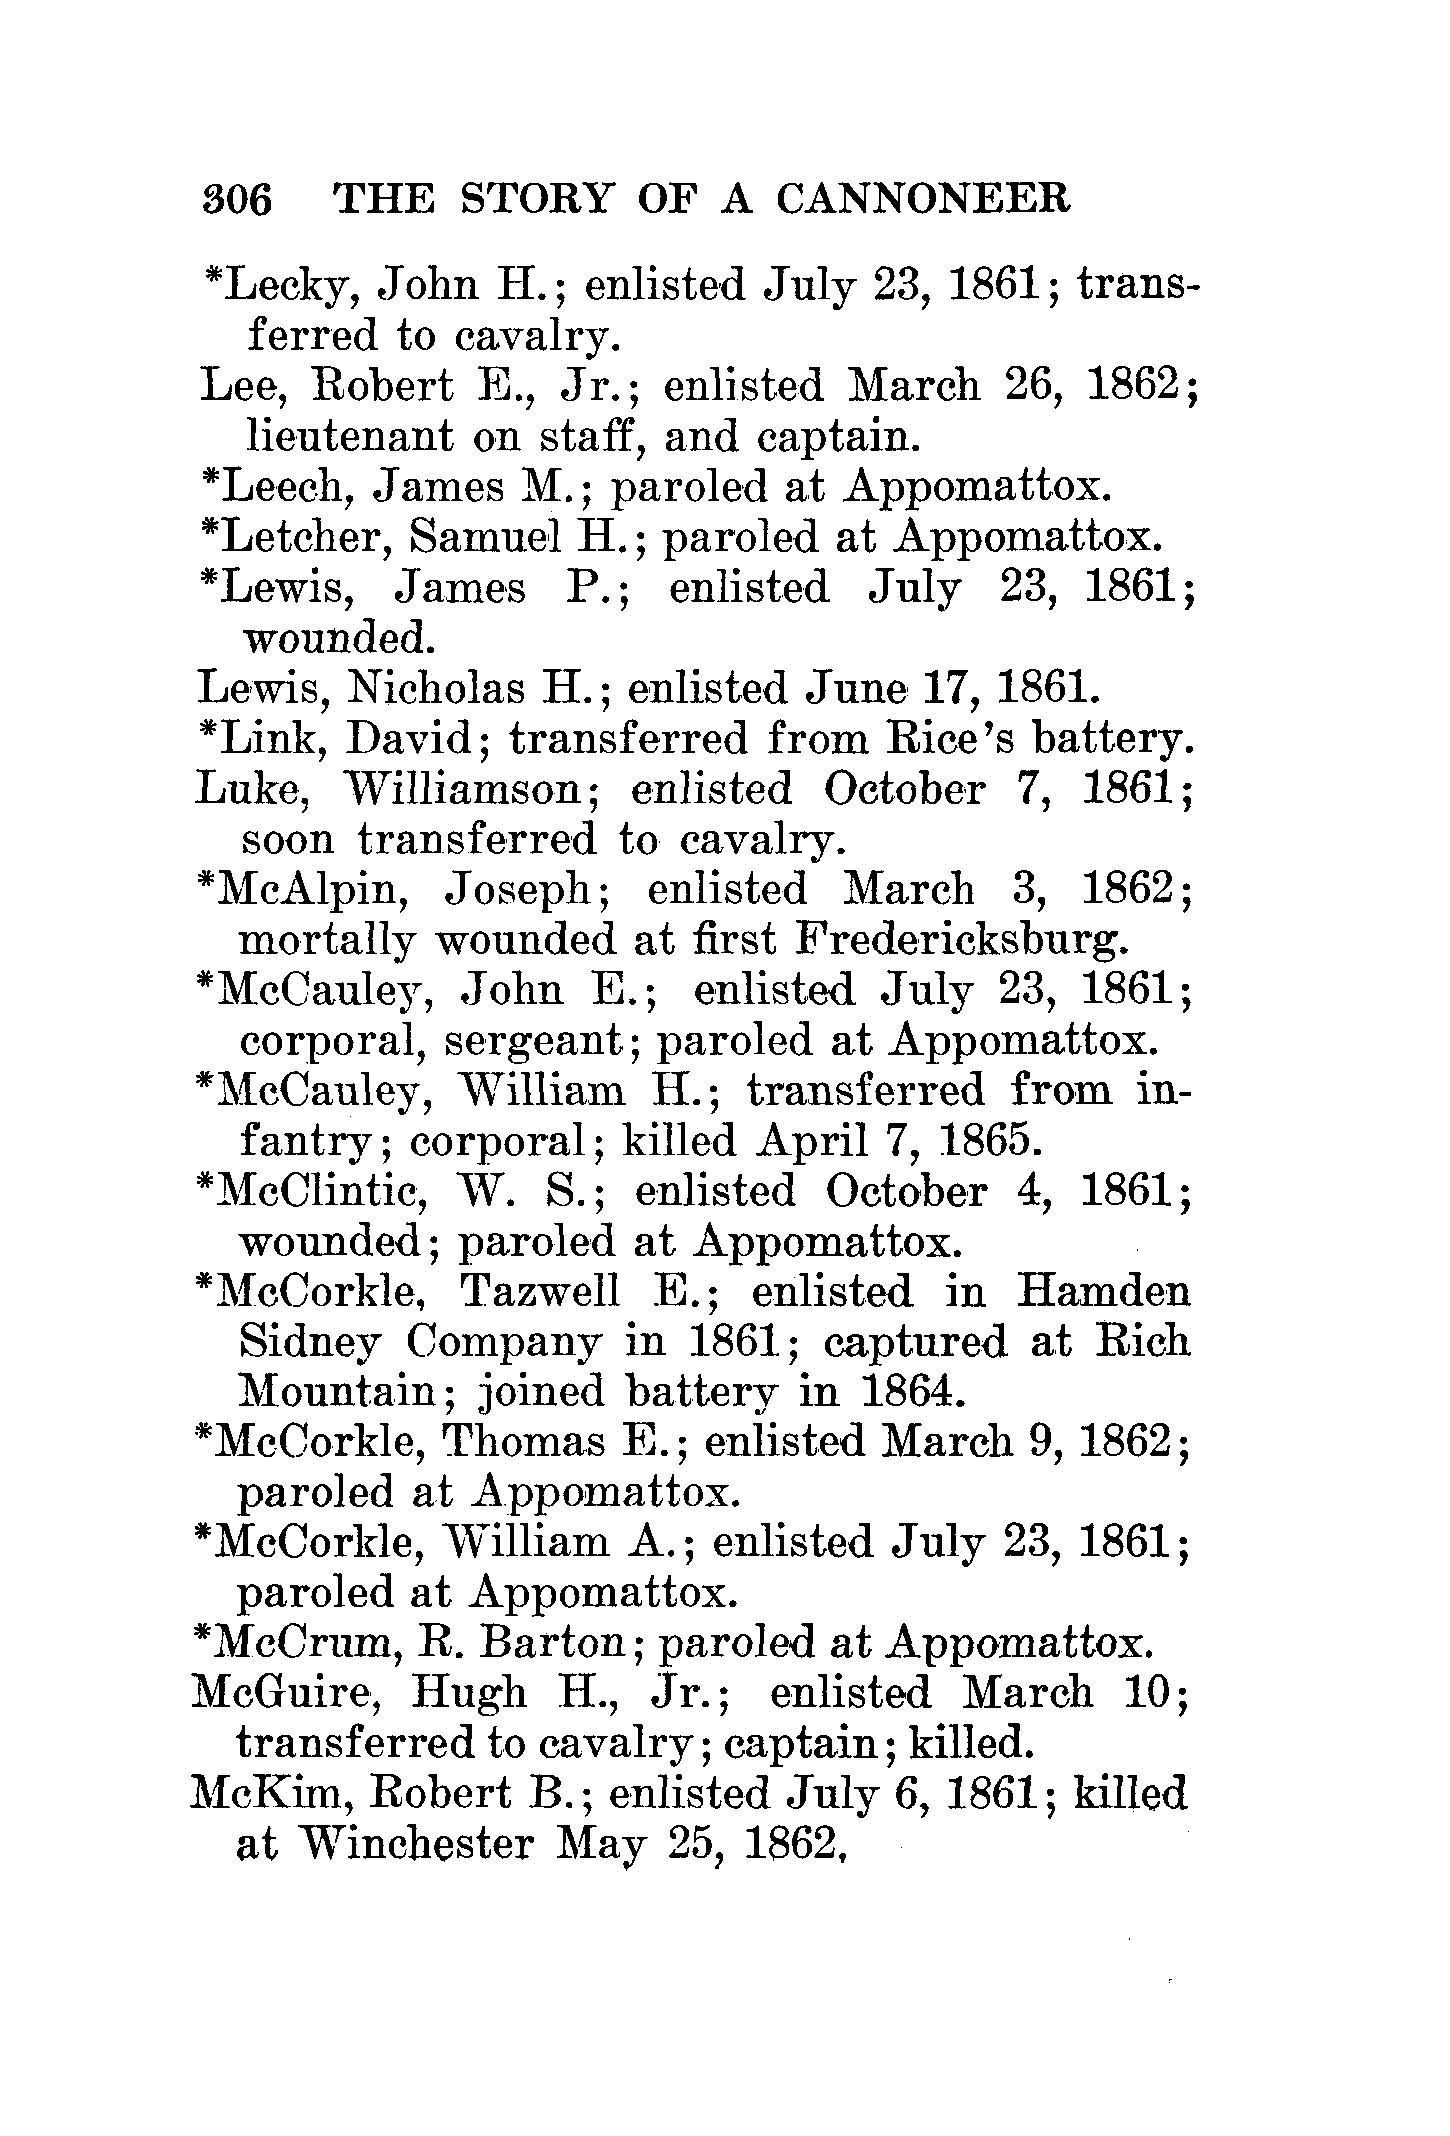 306 THE STORY OF A CANNONEER
*Lecky, John H.; enlisted July 23, 1861; trans-
ferred to cavalry.
Lee, Robert E., Jr.; enlisted March 26, 1862;
lieutenant on staff, and captain.
*Leech, James M.; paroled at Appomattox.
*Letcher, Samuel H.; paroled at Appomattox.
*Lewis, James P.; enlisted July 23, 1861;
wounded.
Lewis, Nicholas H.; enlisted June 17, 1861.
*Link, David; transferred from Rice's battery.
Luke, Williamson; enlisted October 7, 1861;
soon transferred to cavalry.
*McAlpin, Joseph; enlisted March 3, 1862;
mortally wounded at first Fredericksburg.
*McCauley, John E.; enlisted July 23, 1861;
corporal, sergeant; paroled at Appomattox.
*McCauley, William H.; transferred from in-
fantry; corporal; killed April 7, 1865.
*McClintic, W. S.; enlisted October 4, 1861;
wounded; paroled at Appomattox.
*McCorkle, Tazwell E.; enlisted in Hamden
Sidney Company in 1861; captured at Rich
Mountain; joined battery in 1864.
*McCorkle, Thomas E.; enlisted March 9, 1862;
paroled at Appomattox.
*McCorkle, William A.; enlisted July 23, 1861;
paroled at Appomattox.
*McCrum, R. Barton; paroled at Appomattox.
McGuire, Hugh H., Jr.; enlisted March 10;
transferred to cavalry; captain; killed.
McKim, Robert B.; enlisted July 6, 1861; killed
at Winchester May 25, 1862.